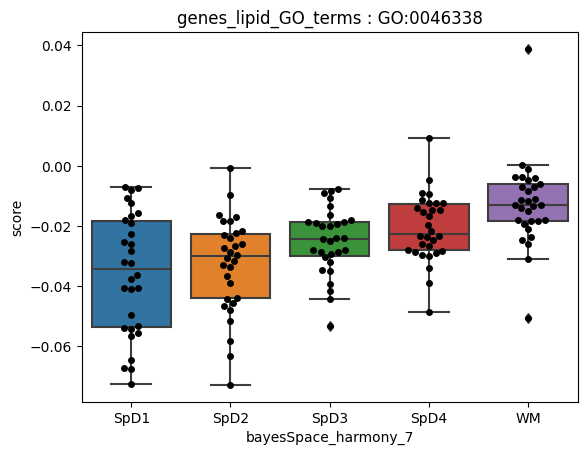 genes_lipid_GO_terms : GO:0046338
0.04
0.02
0.00
−0.02
−0.04
−0.06
score
SpD1 SpD2 SpD3 SpD4 WM
bayesSpace_harmony_7